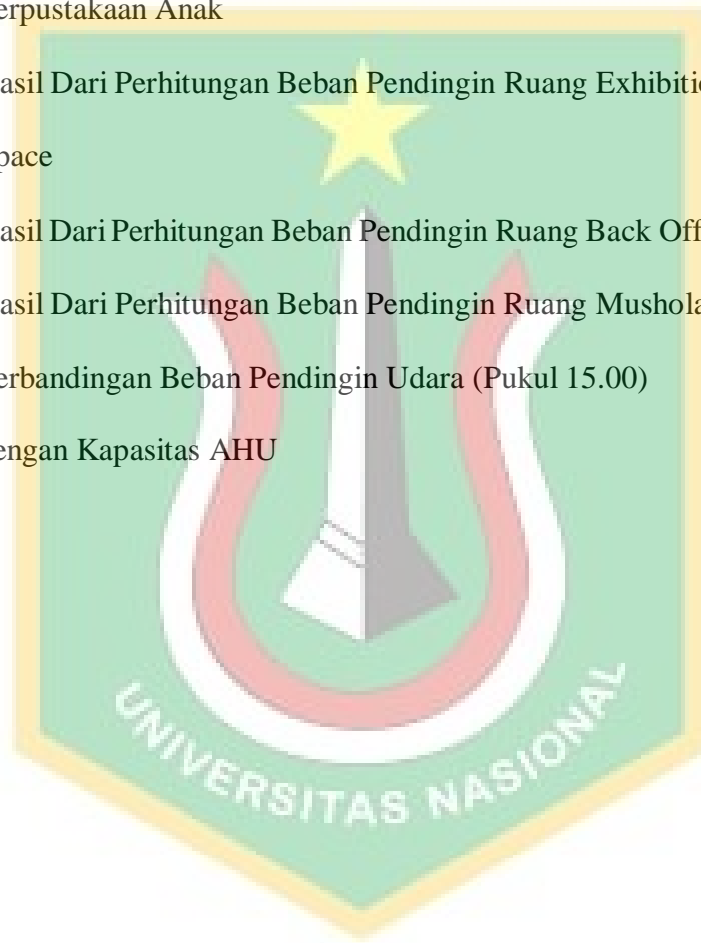 erpustakaan Anak
asil Dari Perhitungan Beban Pendingin Ruang Exhibitio
pace
asil Dari Perhitungan Beban Pendingin Ruang Back Off
asil Dari Perhitungan Beban Pendingin Ruang Mushola
erbandingan Beban Pendingin Udara (Pukul 15.00)
engan Kapasitas AHU
UNIVERSITAS NASIONAL